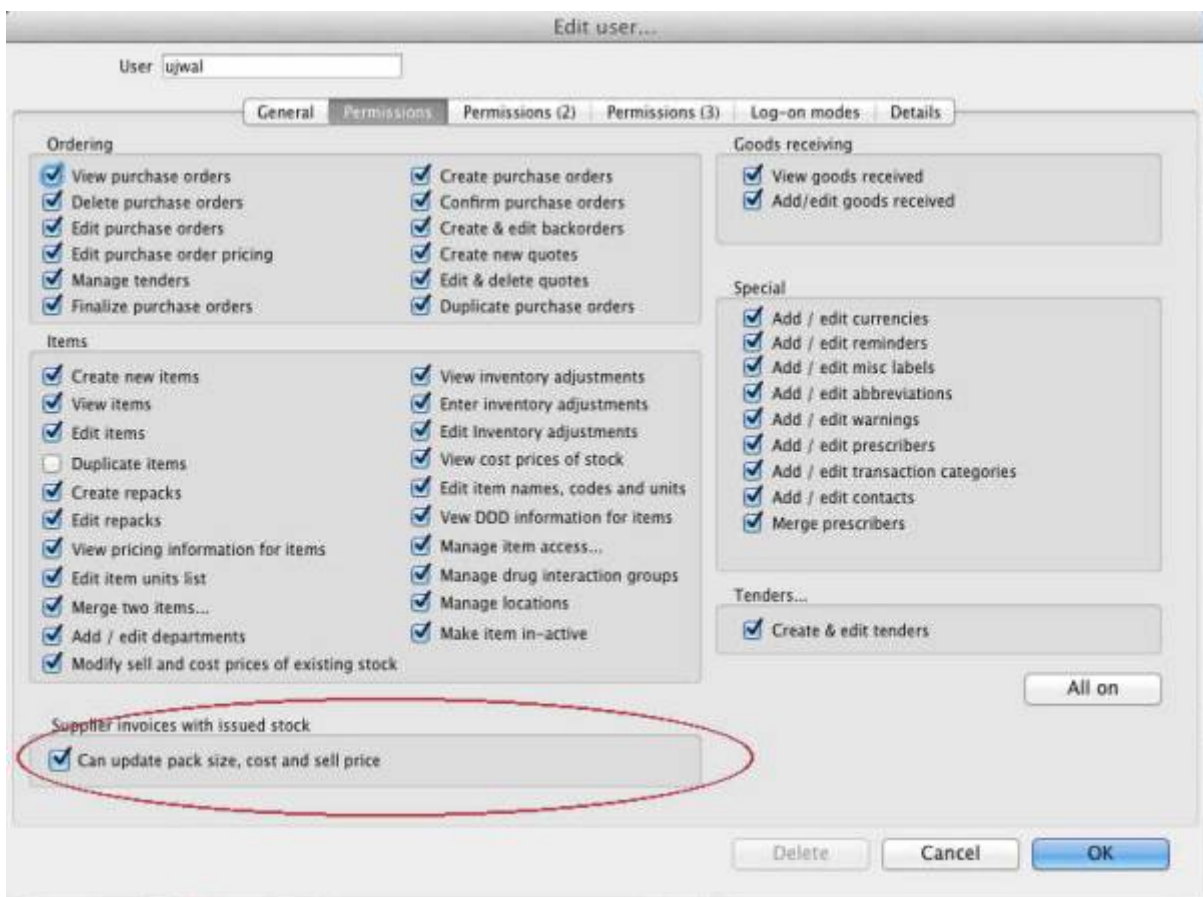 Edit user...
User ujwal
General Permissions Permissions (2) Permissions (3) Log-on modes Details
Ordering
View purchase orders
Delete purchase orders
Edit purchase orders
Edit purchase order pricing
Manage tenders
Finalize purchase orders
Create purchase orders
Confirm purchase orders
Create & edit backorders
Create new quotes
Edit & delete quotes
Duplicate purchase orders
Items
Create new items
View items
Edit items
Duplicate items
Create repacks
Edit repacks
View pricing information for items
Edit item units list
Merge two items...
Add / edit departments
Modify sell and cost prices of existing stock
View inventory adjustments
Enter inventory adjustments
Edit Inventory adjustments
View cost prices of stock
Edit item names, codes and units
Vew DDD information for items
Manage item access...
Manage drug interaction groups
Manage locations
Make item in-active
Supplier invoices with issued stock
Can update pack size, cost and sell price
Goods receiving
View goods received
Add/edit goods received
Special
Add / edit currencies
Add / edit reminders
Add / edit misc labels
Add / edit abbreviations
Add / edit warnings
Add / edit prescribers
Add / edit transaction categories
Add / edit contacts
Merge prescribers
Tenders...
Create & edit tenders
All on
Delete Cancel OK